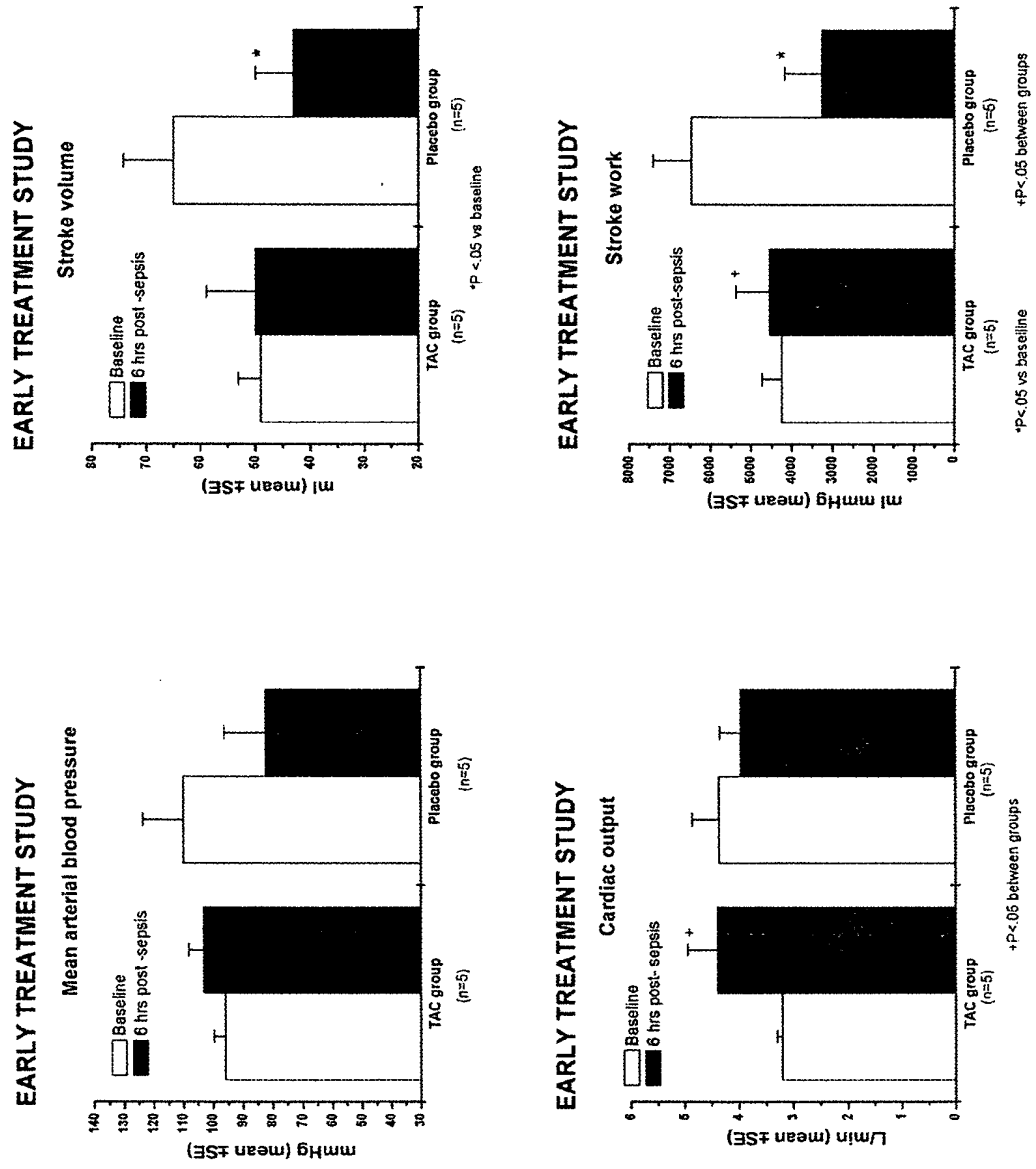 EARLY TREATMENT STUDY
Mean arterial blood pressure
Baseline
6 hrs post -sepsis
mmHg (mean ±SE)
140
130
120
110
100
90
80
70
60
50
40
30
TAC group
(n=5)
Placebo group
(n=5)
EARLY TREATMENT STUDY
Stroke volume
Baseline
6 hrs post -sepsis
ml (mean ±SE)
80
70
60
50
40
30
20
*
TAC group
(n=5)
Placebo group
(n=5)
*P <.05 vs baseline
EARLY TREATMENT STUDY
Cardiac output
Baseline
6 hrs post- sepsis
L/min (mean ±SE)
6
5
4
3
2
1
0
+
TAC group
(n=5)
Placebo group
(n=5)
+P<.05 between groups
EARLY TREATMENT STUDY
Stroke work
Baseline
6 hrs post-sepsis
ml mmHg (mean ±SE)
8000
7000
6000
5000
4000
3000
2000
1000
0
+
*
TAC group
(n=5)
Placebo group
(n=5)
*P<.05 vs baseline
+P<.05 between groups